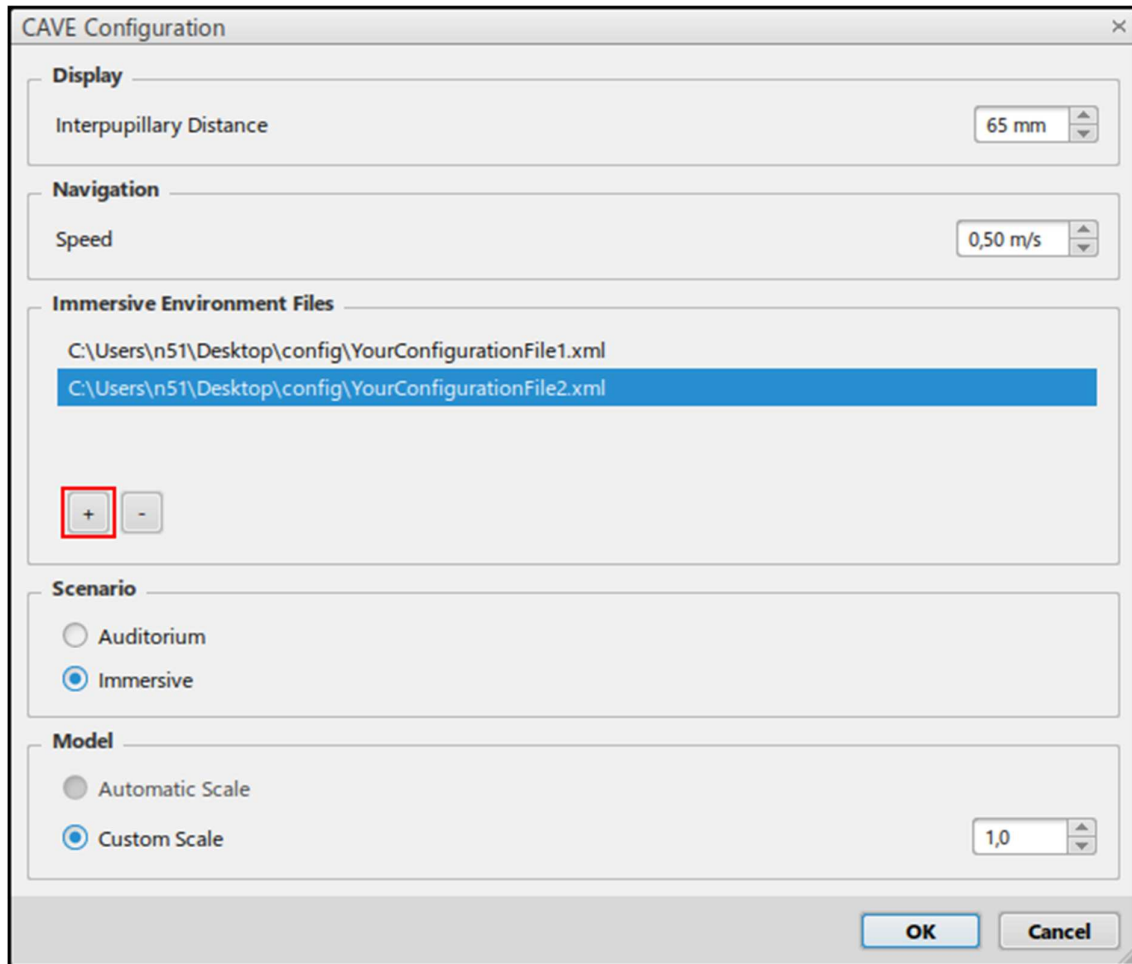 CAVE Configuration
Display
Interpupillary Distance
65 mm
Navigation
Speed
0,50 m/s
Immersive Environment Files
C:\Users\n51\Desktop\config\YourConfigurationFile1.xml
C:\Users\n51\Desktop\config\YourConfigurationFile2.xml
+ -
Scenario
Auditorium
Immersive
Model
Automatic Scale
Custom Scale
1,0
OK Cancel